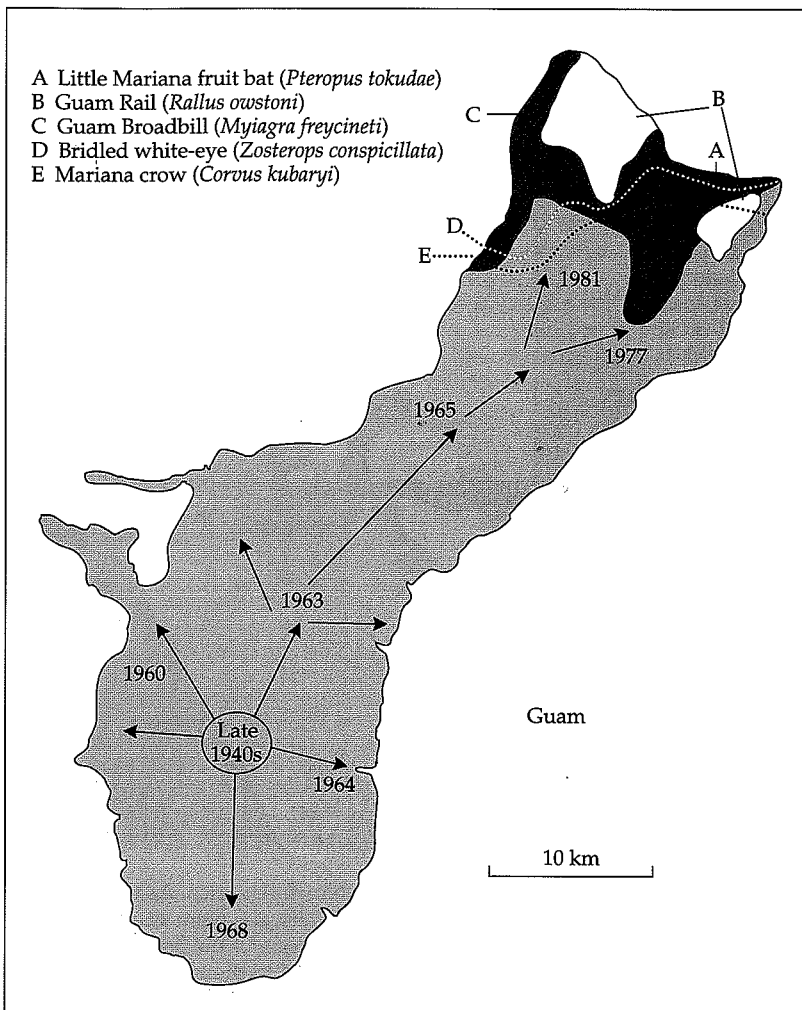 A Little Mariana fruit bat (Pteropus tokudae)
B Guam Rail (Rallus owstoni)
C Guam Broadbill (Myiagra freycineti)
D Bridled white-eye (Zosterops conspicillata)
E Mariana crow (Corvus kubaryi)
C
B
A
D
E
1981
1977
1965
1963
1960
Late
1940s
1964
Guam
10 km
1968